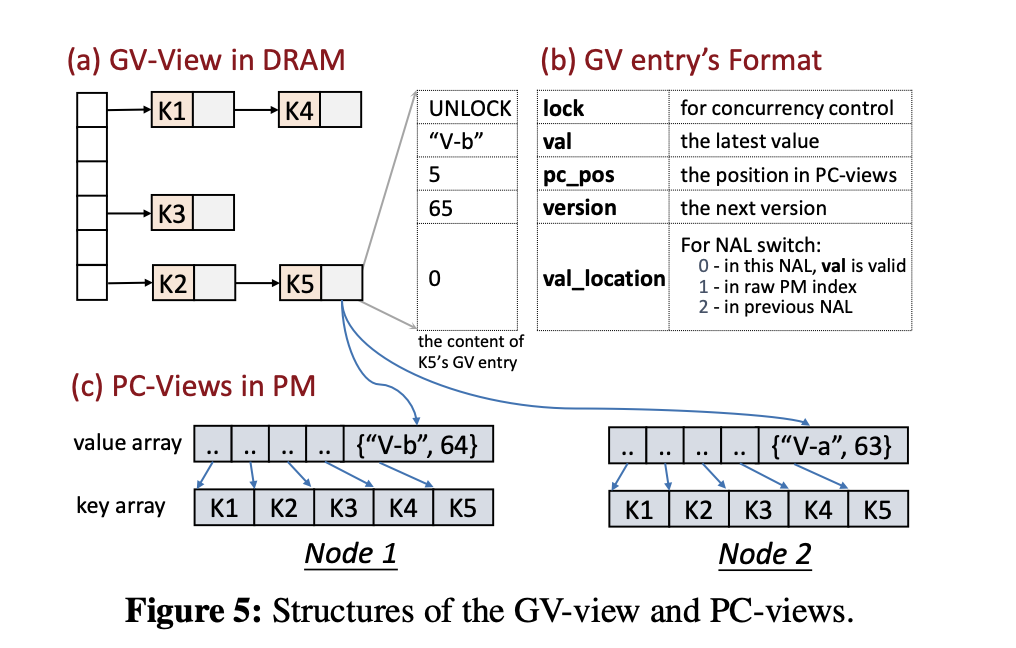 (a) GV-View in DRAM
K1
K4
K3
K2
K5
UNLOCK
“V-b”
5
65
0
the content of
K5’s GV entry
(b) GV entry’s Format
lock for concurrency control
val the latest value
pc_pos the position in PC-views
version the next version
val_location
For NAL switch:
0 - in this NAL, val is valid
1 - in raw PM index
2 - in previous NAL
(c) PC-Views in PM
value array
.. .. .. .. {“V-b”, 64}
key array
K1 K2 K3 K4 K5
Node 1
.. .. .. .. {“V-a”, 63}
K1 K2 K3 K4 K5
Node 2
Figure 5: Structures of the GV-view and PC-views.